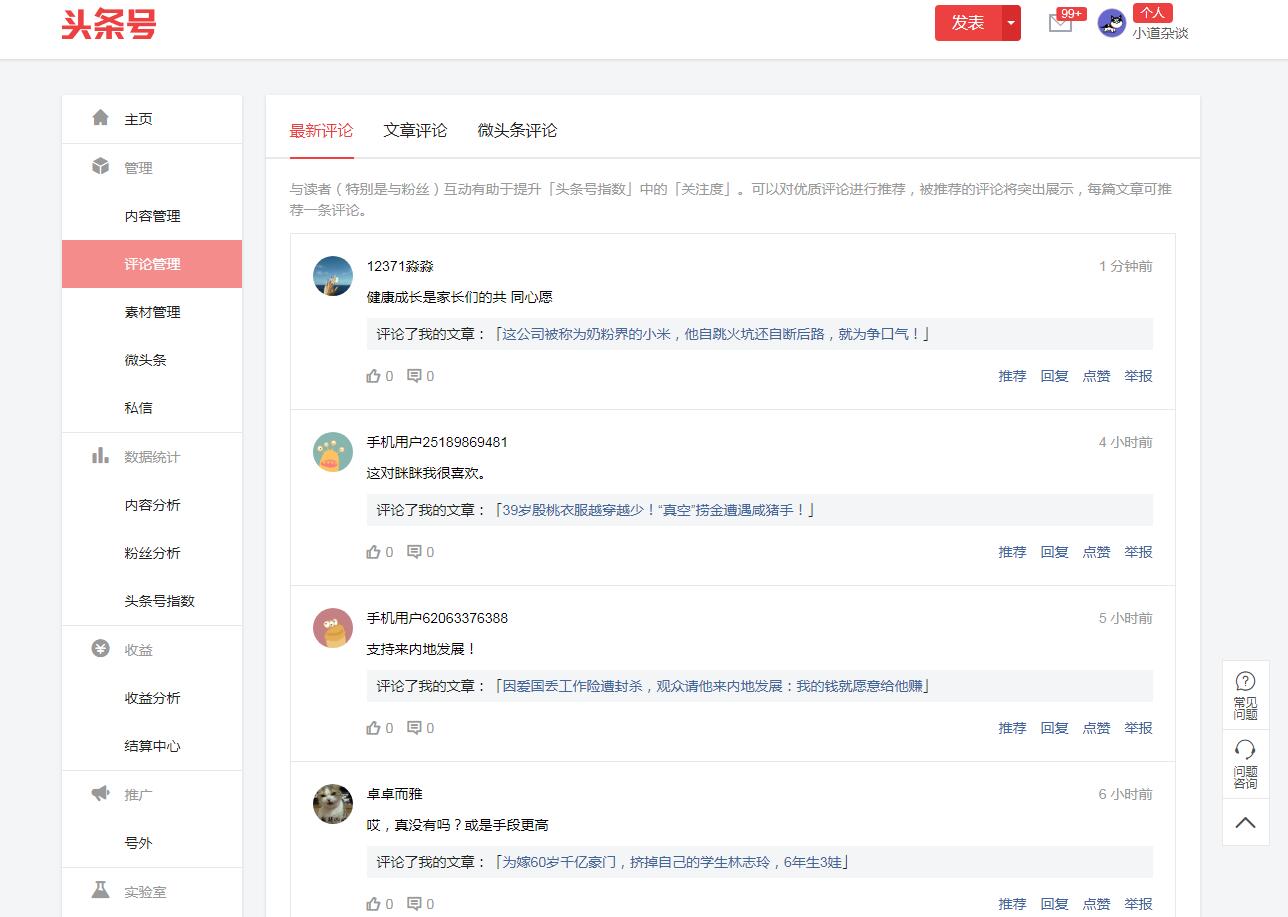 头条号
发表
99+
个人
小道杂谈
主页
管理
内容管理
评论管理
素材管理
微头条
私信
数据统计
内容分析
粉丝分析
头条号指数
收益
收益分析
结算中心
推广
号外
实验室
最新评论 文章评论 微头条评论
与读者（特别是与粉丝）互动有助于提升「头条号指数」中的「关注度」。可以对优质评论进行推荐，被推荐的评论将突出展示，每篇文章可推
荐一条评论。
12371淼淼 1 分钟前
健康成长是家长们的共 同心愿
评论了我的文章：「这公司被称为奶粉界的小米，他自跳火坑还自断后路，就为争口气！」
0 0 推荐 回复 点赞 举报
手机用户25189869481 4 小时前
这对眯眯我很喜欢。
评论了我的文章：「39岁殷桃衣服越穿越少！“真空”捞金遭遇咸猪手！」
0 0 推荐 回复 点赞 举报
手机用户62063376388 5 小时前
支持来内地发展！
评论了我的文章：「因爱国丢工作险遭封杀，观众请他来内地发展：我的钱就愿意给他赚」
0 0 推荐 回复 点赞 举报
卓卓而雅 6 小时前
哎，真没有吗？或是手段更高
评论了我的文章：「为嫁60岁千亿豪门，挤掉自己的学生林志玲，6年生3娃」
0 0 推荐 回复 点赞 举报
常见
问题
问题
咨询